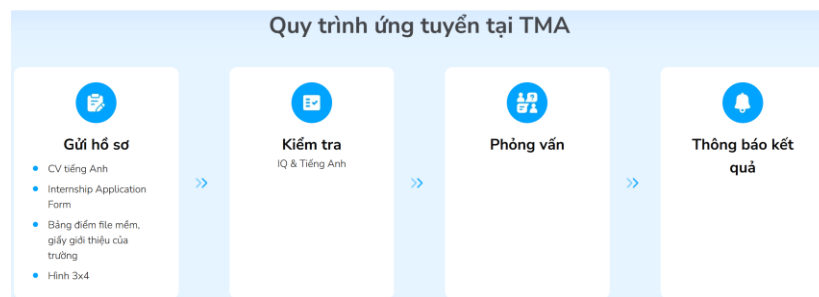 Quy trình ứng tuyển tại TMA
Gửi hồ sơ
CV tiếng Anh
Internship Application
Form
Bảng điểm file mềm,
giấy giới thiệu của
trường
Hình 3x4
Kiểm tra
IQ & Tiếng Anh
Phỏng vấn
Thông báo kết
quả